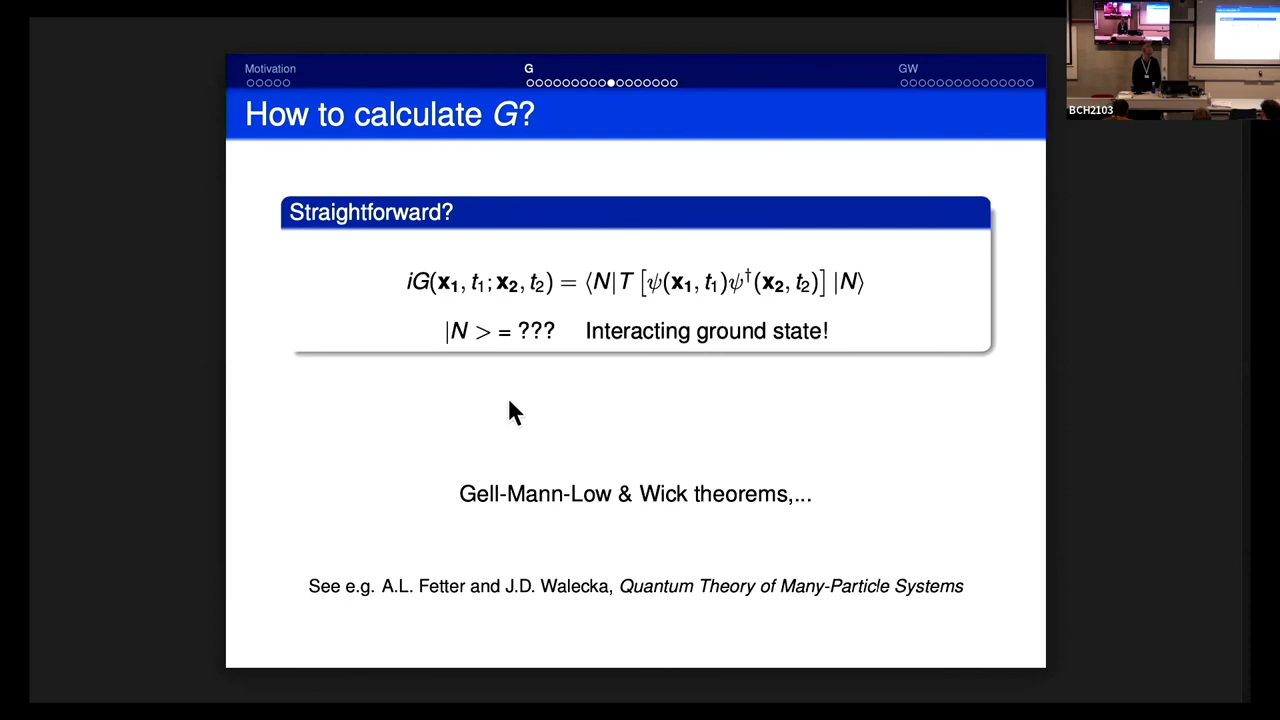 Motivation
G
GW
How to calculate G?
Straightforward?
iG(x₁, t₁; x₂, t₂) = ⟨N|T [ψ(x₁, t₁)ψ†(x₂, t₂)] |N⟩
|N > = ??? Interacting ground state!
Gell-Mann-Low & Wick theorems,...
See e.g. A.L. Fetter and J.D. Walecka, Quantum Theory of Many-Particle Systems
BCH2103